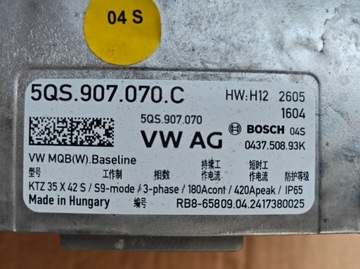 04 S
5QS.907.070.C
HW:H12 2605
1604
5QS.907.070
VW AG
BOSCH 04S
0437.508.93K
VW MQB(W).Baseline
持续工作电流
短时工作电流
型号
工作制
相制
防护等级
KTZ 35 X 42 S / S9-mode / 3-phase / 180Acont / 420Apeak / IP65
Made in Hungary
RB8-65809.04.2417380025